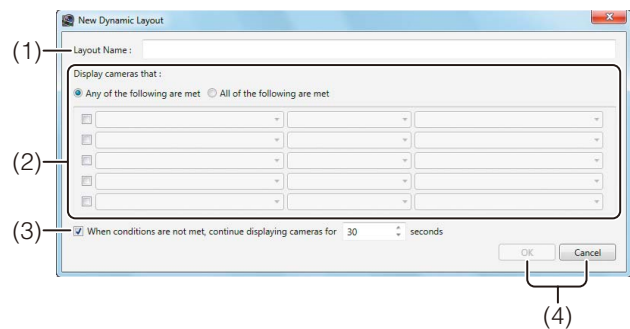 New Dynamic Layout
(1)
Layout Name :
Display cameras that :
Any of the following are met All of the following are met
(2)
(3)
When conditions are not met, continue displaying cameras for 30 seconds
OK Cancel
(4)